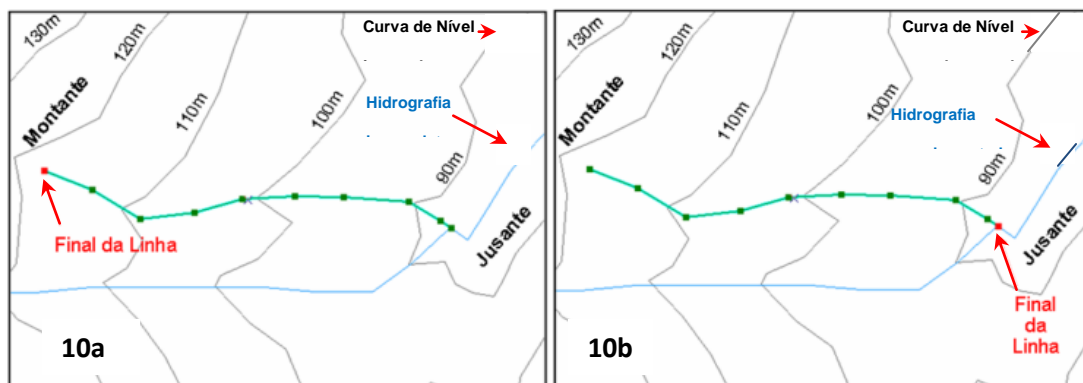 130m
120m
110m
100m
90m
Curva de Nível
Hidrografia
Montante
Final da Linha
Jusante
10a
130m
120m
110m
100m
90m
Curva de Nível
Hidrografia
Montante
Jusante
Final
da
Linha
10b